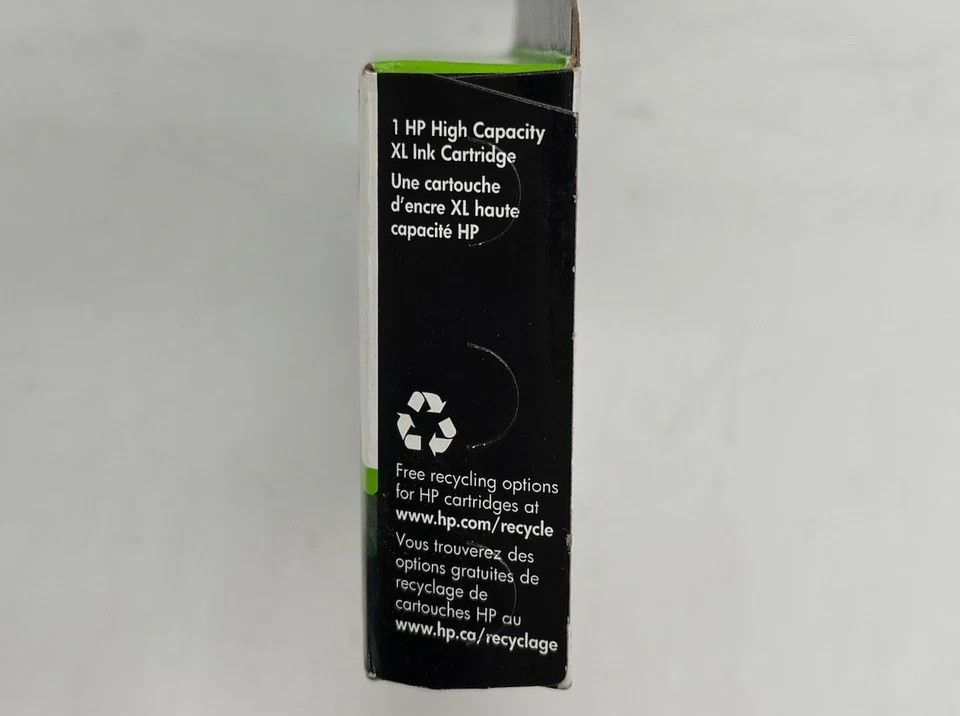 1 HP High Capacity
XL Ink Cartridge
Une cartouche
d'encre XL haute
capacité HP
Free recycling options
for HP cartridges at
www.hp.com/recycle
Vous trouverez des
options gratuites de
recyclage de
cartouches HP au
www.hp.ca/recyclage